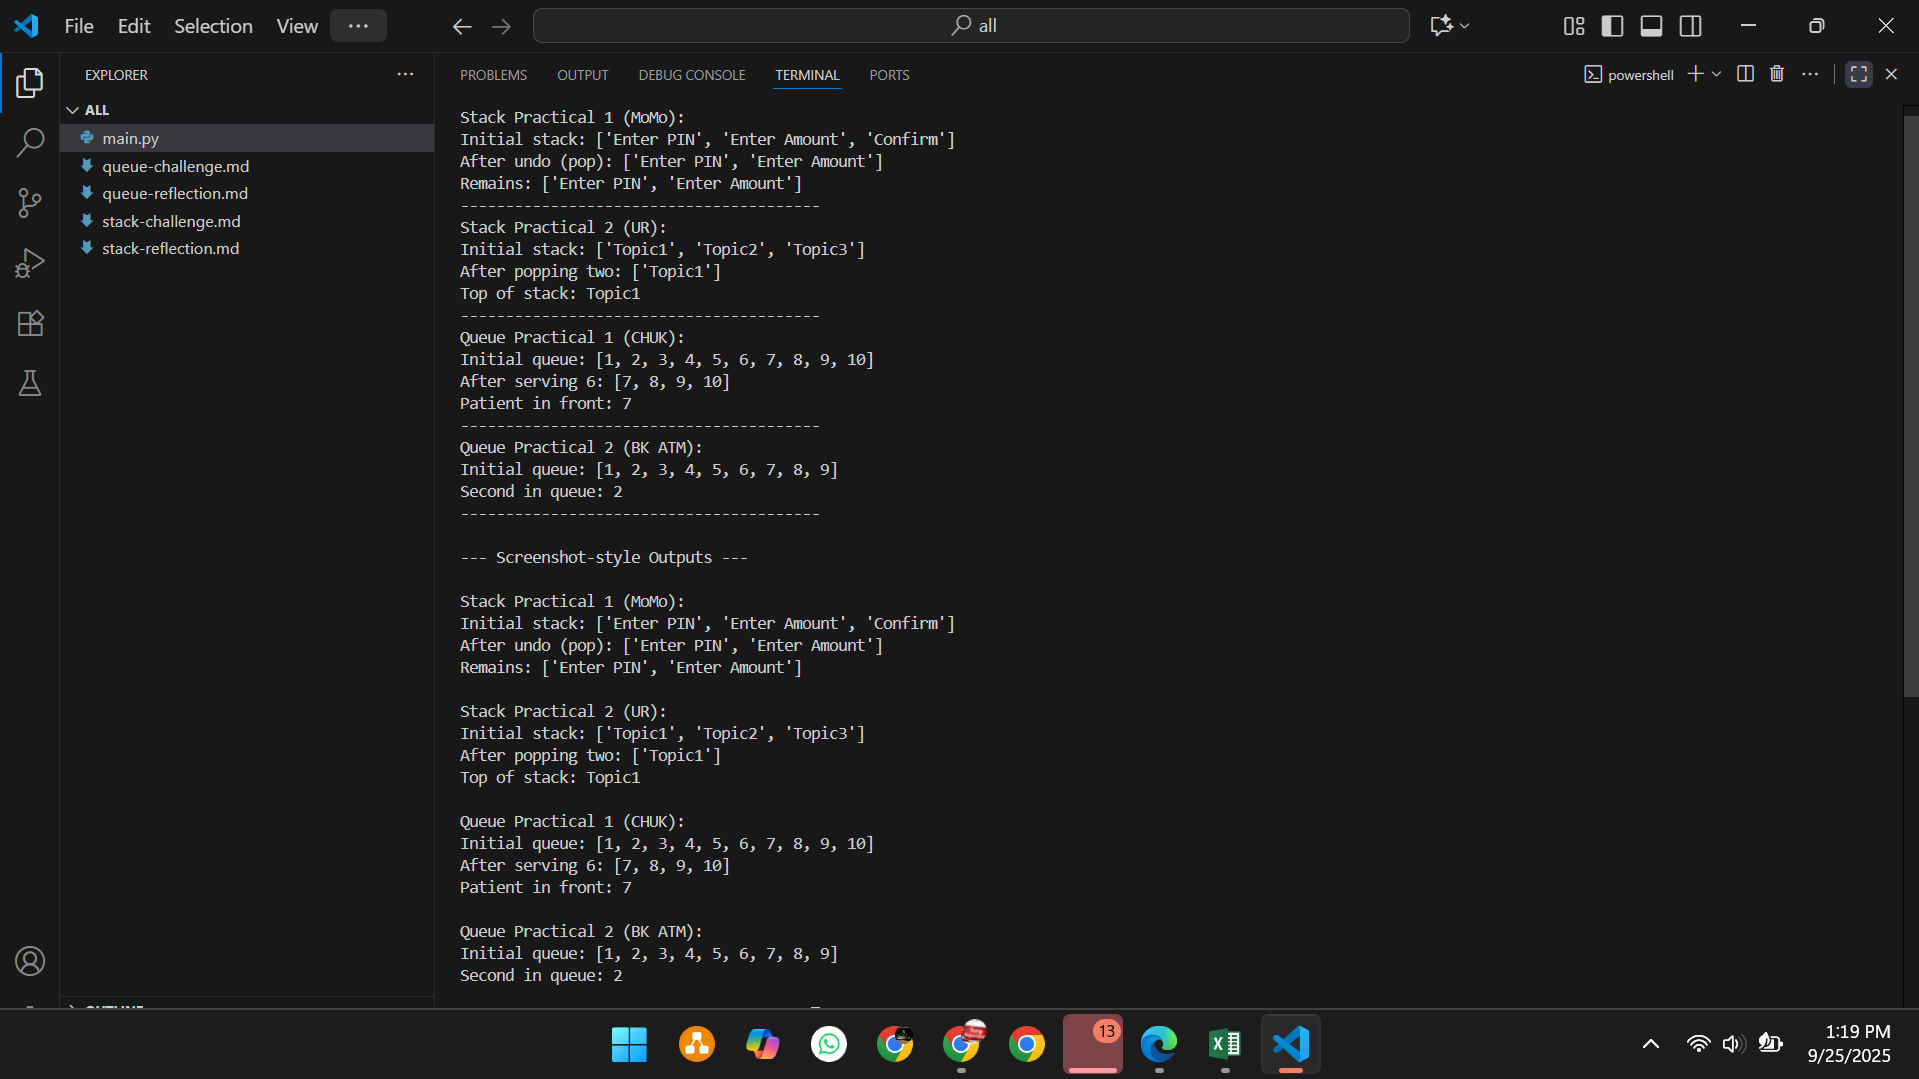 File Edit Selection View ··· all
EXPLORER ···
ALL
main.py
queue-challenge.md
queue-reflection.md
stack-challenge.md
stack-reflection.md
PROBLEMS OUTPUT DEBUG CONSOLE TERMINAL PORTS powershell
Stack Practical 1 (MoMo):
Initial stack: ['Enter PIN', 'Enter Amount', 'Confirm']
After undo (pop): ['Enter PIN', 'Enter Amount']
Remains: ['Enter PIN', 'Enter Amount']
----------------------------------------
Stack Practical 2 (UR):
Initial stack: ['Topic1', 'Topic2', 'Topic3']
After popping two: ['Topic1']
Top of stack: Topic1
----------------------------------------
Queue Practical 1 (CHUK):
Initial queue: [1, 2, 3, 4, 5, 6, 7, 8, 9, 10]
After serving 6: [7, 8, 9, 10]
Patient in front: 7
----------------------------------------
Queue Practical 2 (BK ATM):
Initial queue: [1, 2, 3, 4, 5, 6, 7, 8, 9]
Second in queue: 2
----------------------------------------
--- Screenshot-style Outputs ---
Stack Practical 1 (MoMo):
Initial stack: ['Enter PIN', 'Enter Amount', 'Confirm']
After undo (pop): ['Enter PIN', 'Enter Amount']
Remains: ['Enter PIN', 'Enter Amount']
Stack Practical 2 (UR):
Initial stack: ['Topic1', 'Topic2', 'Topic3']
After popping two: ['Topic1']
Top of stack: Topic1
Queue Practical 1 (CHUK):
Initial queue: [1, 2, 3, 4, 5, 6, 7, 8, 9, 10]
After serving 6: [7, 8, 9, 10]
Patient in front: 7
Queue Practical 2 (BK ATM):
Initial queue: [1, 2, 3, 4, 5, 6, 7, 8, 9]
Second in queue: 2
13
1:19 PM
9/25/2025